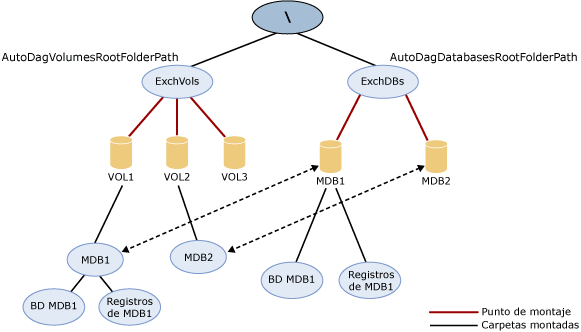 \
AutoDagVolumesRootFolderPath
AutoDagDatabasesRootFolderPath
ExchVols
ExchDBs
VOL1
VOL2
VOL3
MDB1
MDB2
MDB1
MDB2
BD MDB1
Registros
de MDB1
BD MDB1
Registros
de MDB1
Punto de montaje
Carpetas montadas